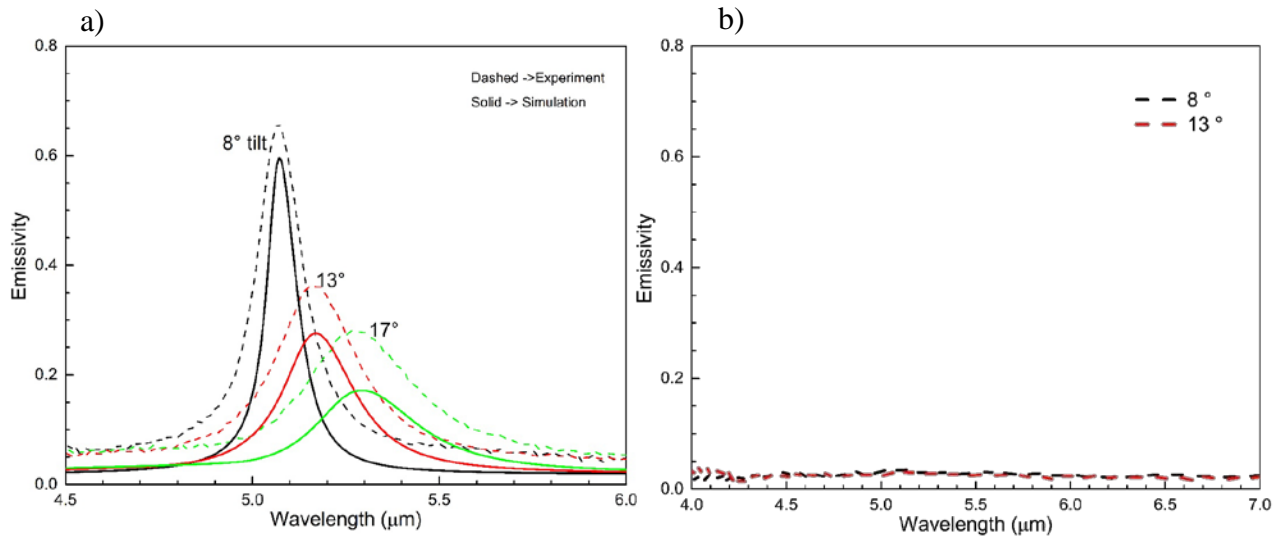 a)
0.8
0.6
0.4
0.2
0.0
Emissivity
Dashed ->Experiment
Solid -> Simulation
8° tilt
13°
17°
4.5 5.0 5.5 6.0
Wavelength (μm)
b)
0.8
0.6
0.4
0.2
0.0
Emissivity
8 °
13 °
4.0 4.5 5.0 5.5 6.0 6.5 7.0
Wavelength (μm)